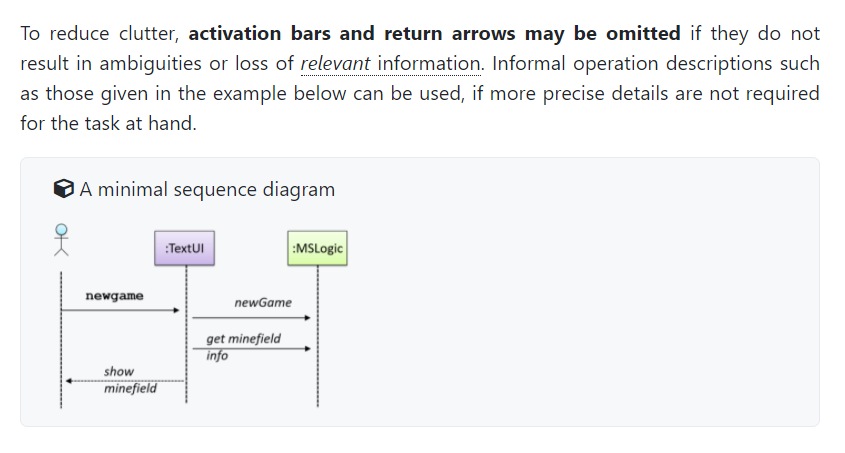 To reduce clutter, activation bars and return arrows may be omitted if they do not
result in ambiguities or loss of relevant information. Informal operation descriptions such
as those given in the example below can be used, if more precise details are not required
for the task at hand.
A minimal sequence diagram
:TextUI
:MSLogic
newgame
newGame
get minefield
info
show
minefield